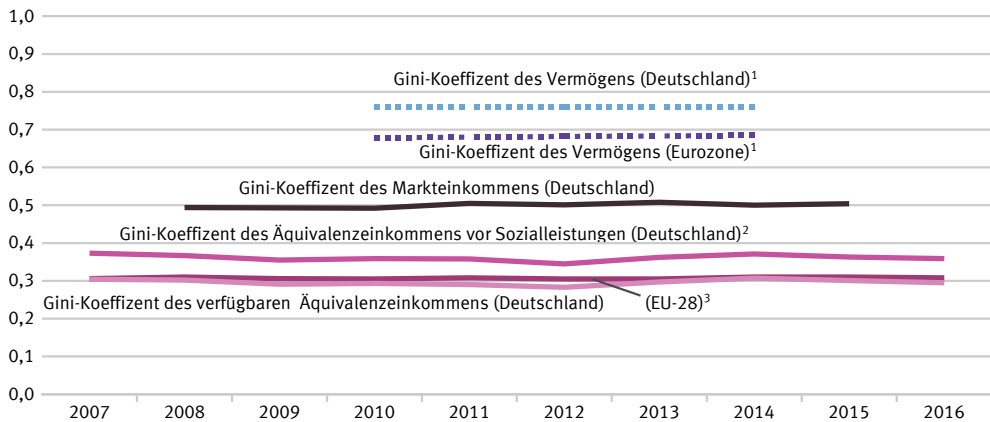 1,0
0,9
0,8
0,7
0,6
0,5
0,4
0,3
0,2
0,1
0,0
Gini-Koeffizent des Vermögens (Deutschland)¹
Gini-Koeffizent des Vermögens (Eurozone)¹
Gini-Koeffizent des Markteinkommens (Deutschland)
Gini-Koeffizent des Äquivalenzeinkommens vor Sozialleistungen (Deutschland)²
Gini-Koeffizent des verfügbaren Äquivalenzeinkommens (Deutschland)
(EU-28)³
2007 2008 2009 2010 2011 2012 2013 2014 2015 2016